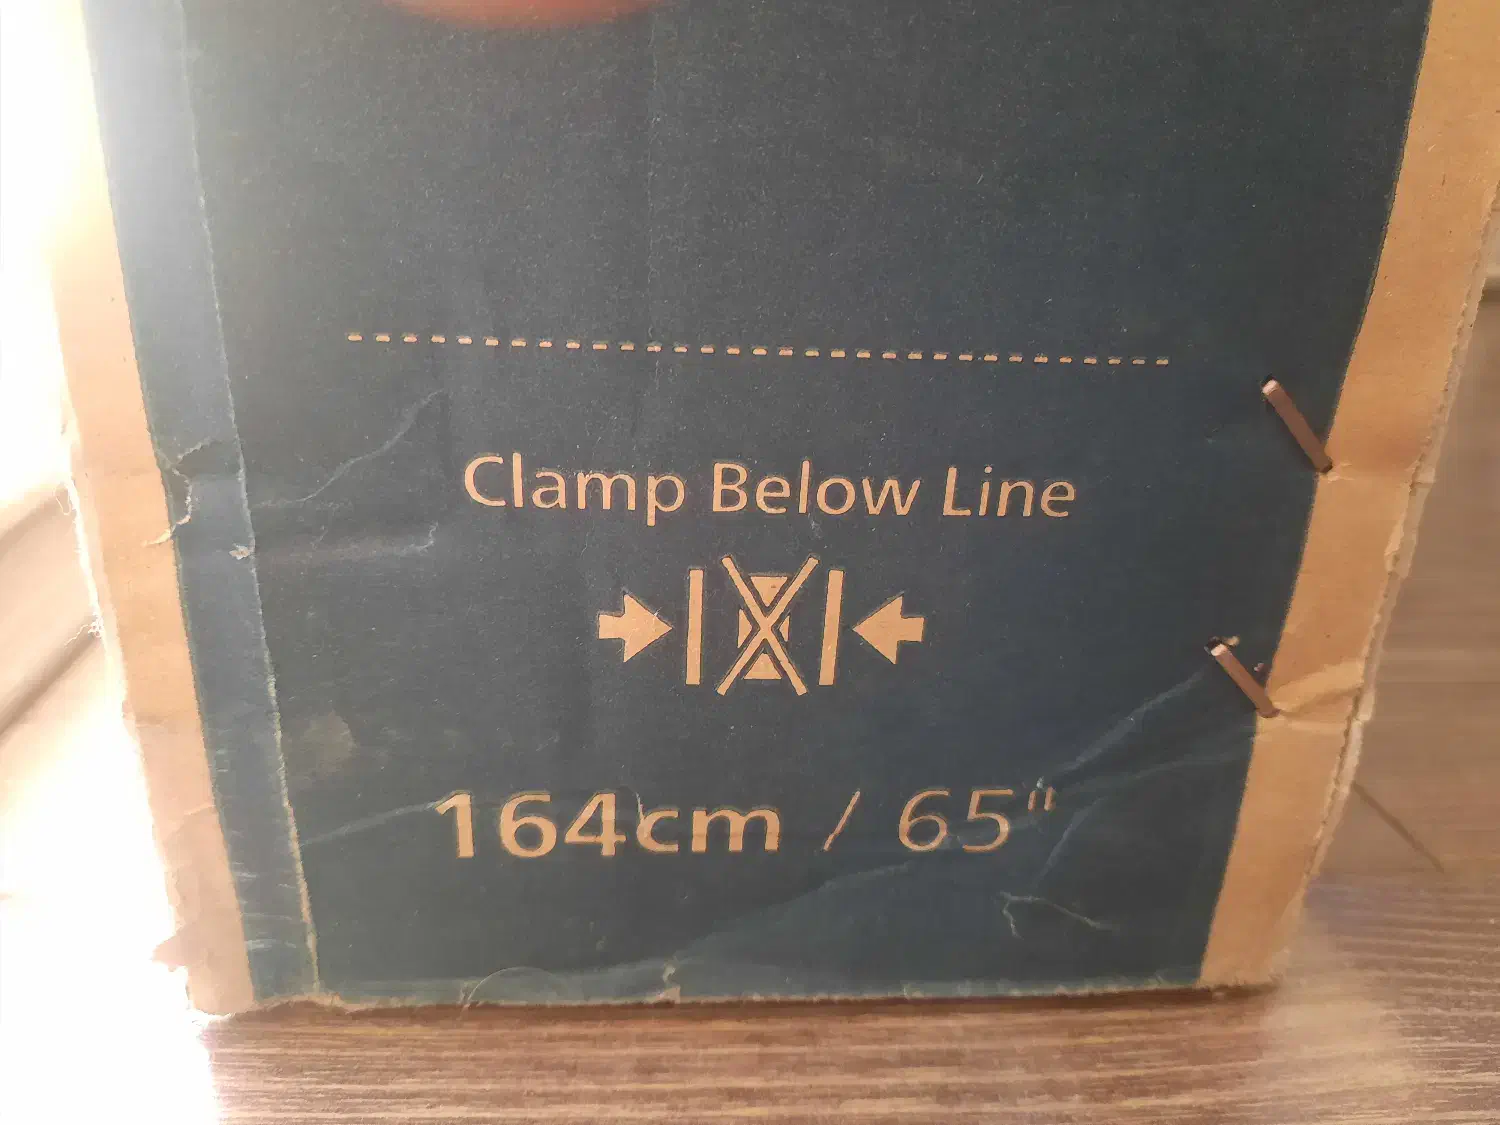 Clamp Below Line
164cm / 65"